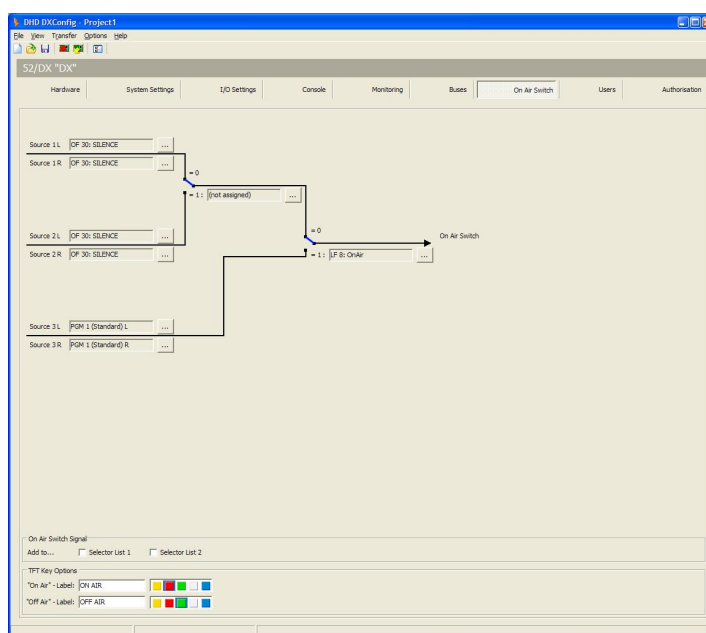 DHD DXConfig - Project1
File View Transfer Options Help
52/DX "DX"
Hardware System Settings I/O Settings Console Monitoring Buses On Air Switch Users Authorisation
Source 1 L OF 30: SILENCE ...
Source 1 R OF 30: SILENCE ...
= 0
= 1 : (not assigned) ...
Source 2 L OF 30: SILENCE ...
Source 2 R OF 30: SILENCE ...
= 0
On Air Switch
= 1 : LF 8: OnAir ...
Source 3 L PGM 1 (Standard) L ...
Source 3 R PGM 1 (Standard) R ...
On Air Switch Signal
Add to... Selector List 1 Selector List 2
TFT Key Options
"On Air" - Label: ON AIR
"Off Air" - Label: OFF AIR